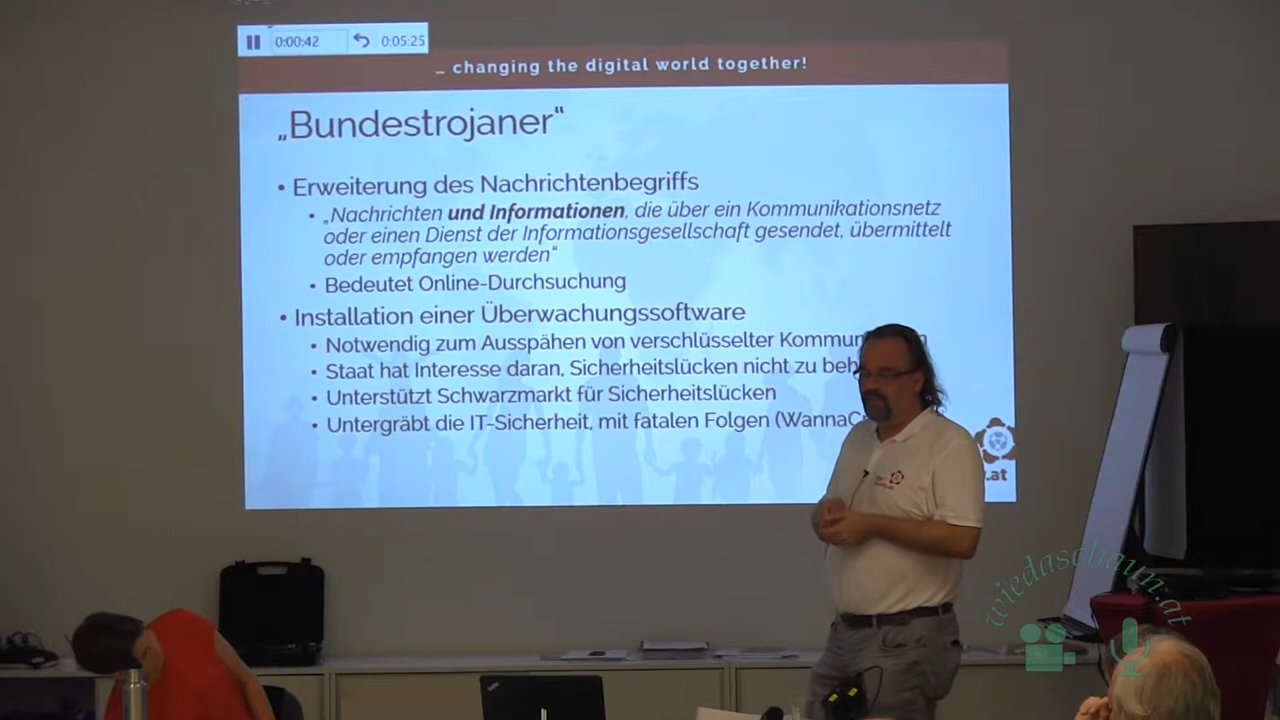 0:00:42
0:05:25
... changing the digital world together!
„Bundestrojaner“
• Erweiterung des Nachrichtenbegriffs
• „Nachrichten und Informationen, die über ein Kommunikationsnetz
oder einen Dienst der Informationsgesellschaft gesendet, übermittelt
oder empfangen werden“
• Bedeutet Online-Durchsuchung
• Installation einer Überwachungssoftware
• Notwendig zum Ausspähen von verschlüsselter
• Staat hat Interesse daran, Sicherheitslücken nicht zu
• Unterstützt Schwarzmarkt für Sicherheitslücken
• Untergräbt die IT-Sicherheit, mit fatalen Folgen
.at
wiedaschaun.at